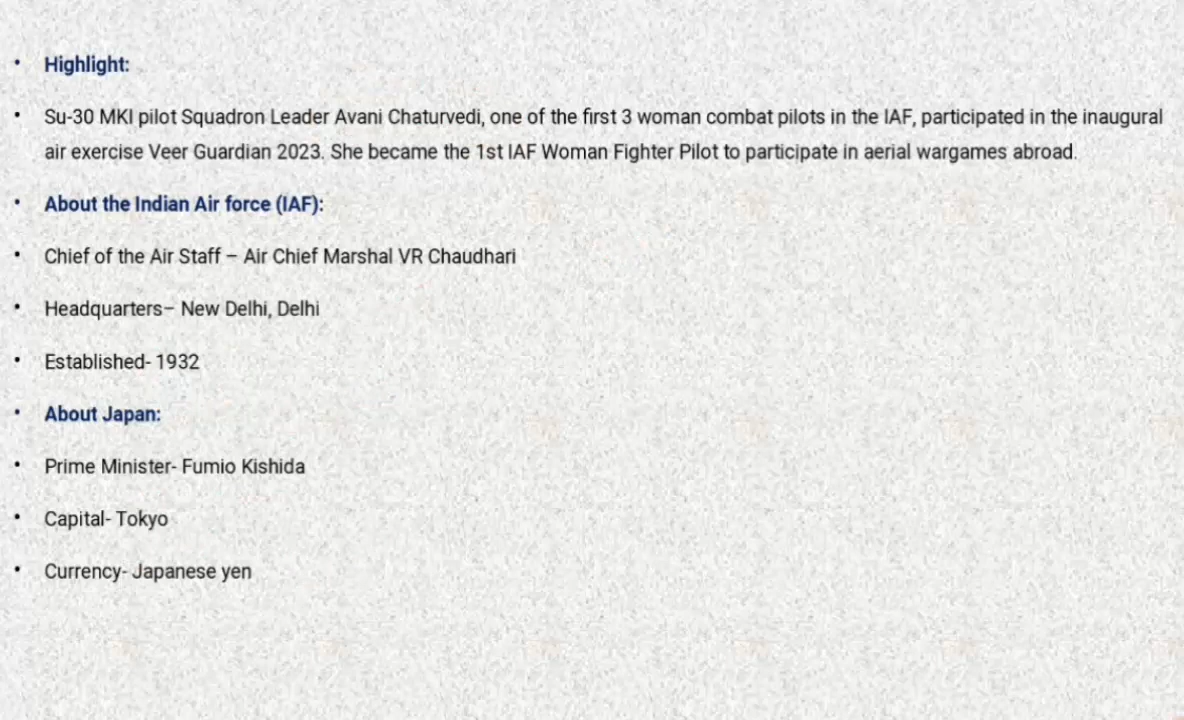 • Highlight:
• Su-30 MKI pilot Squadron Leader Avani Chaturvedi, one of the first 3 woman combat pilots in the IAF, participated in the inaugural
air exercise Veer Guardian 2023. She became the 1st IAF Woman Fighter Pilot to participate in aerial wargames abroad.
• About the Indian Air force (IAF):
• Chief of the Air Staff – Air Chief Marshal VR Chaudhari
• Headquarters– New Delhi, Delhi
• Established- 1932
• About Japan:
• Prime Minister- Fumio Kishida
• Capital- Tokyo
• Currency- Japanese yen